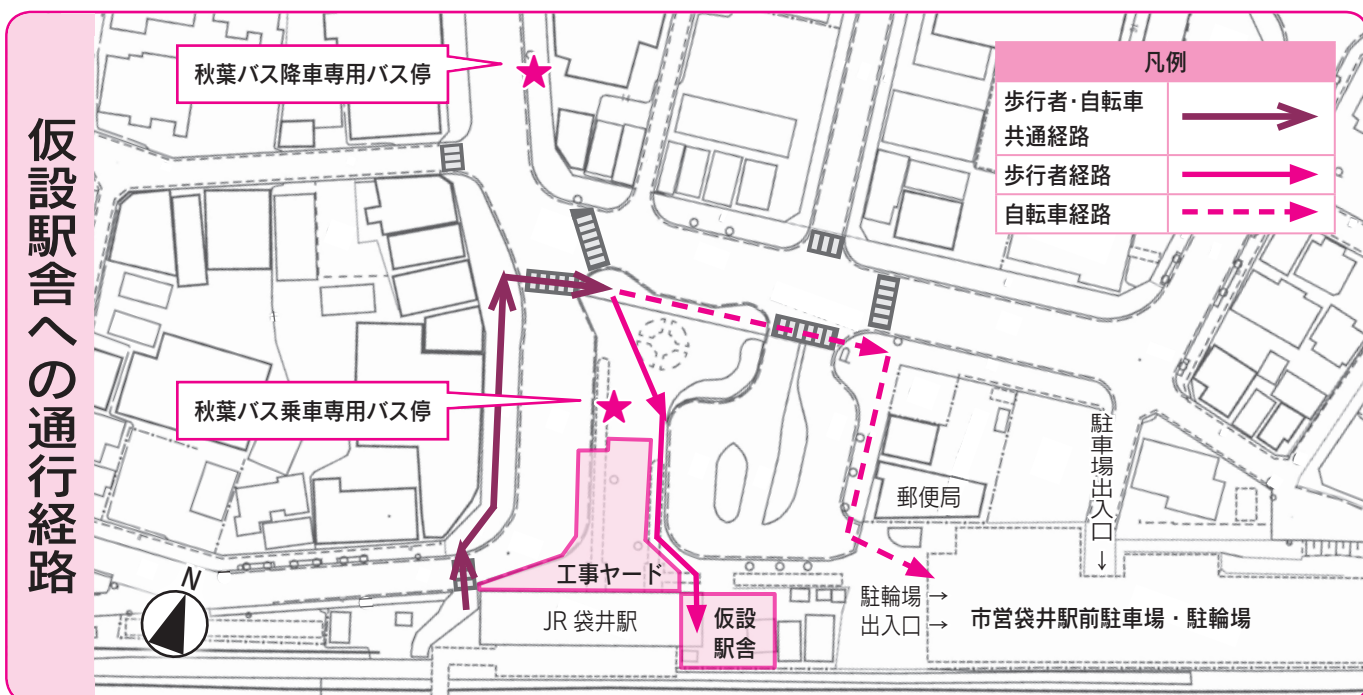 仮設駅舎への通行経路
秋葉バス降車専用バス停
凡例
歩行者･自転車
共通経路
歩行者経路
自転車経路
秋葉バス乗車専用バス停
P
駐車場出入口→
郵便局
N
工事ヤード
JR 袋井駅
仮設
駅舎
駐輪場→
出入口→
市営袋井駅前駐車場・駐輪場